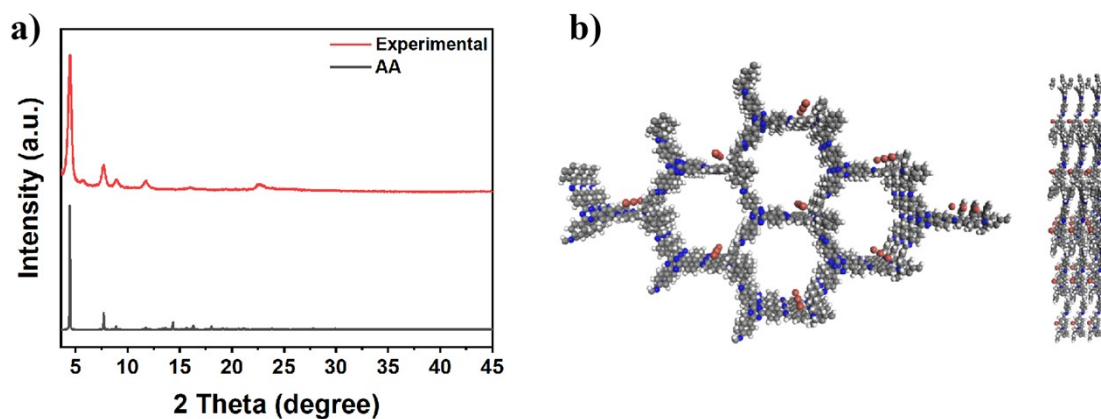 a)
Intensity (a.u.)
Experimental
AA
5 10 15 20 25 30 35 40 45
2 Theta (degree)
b)